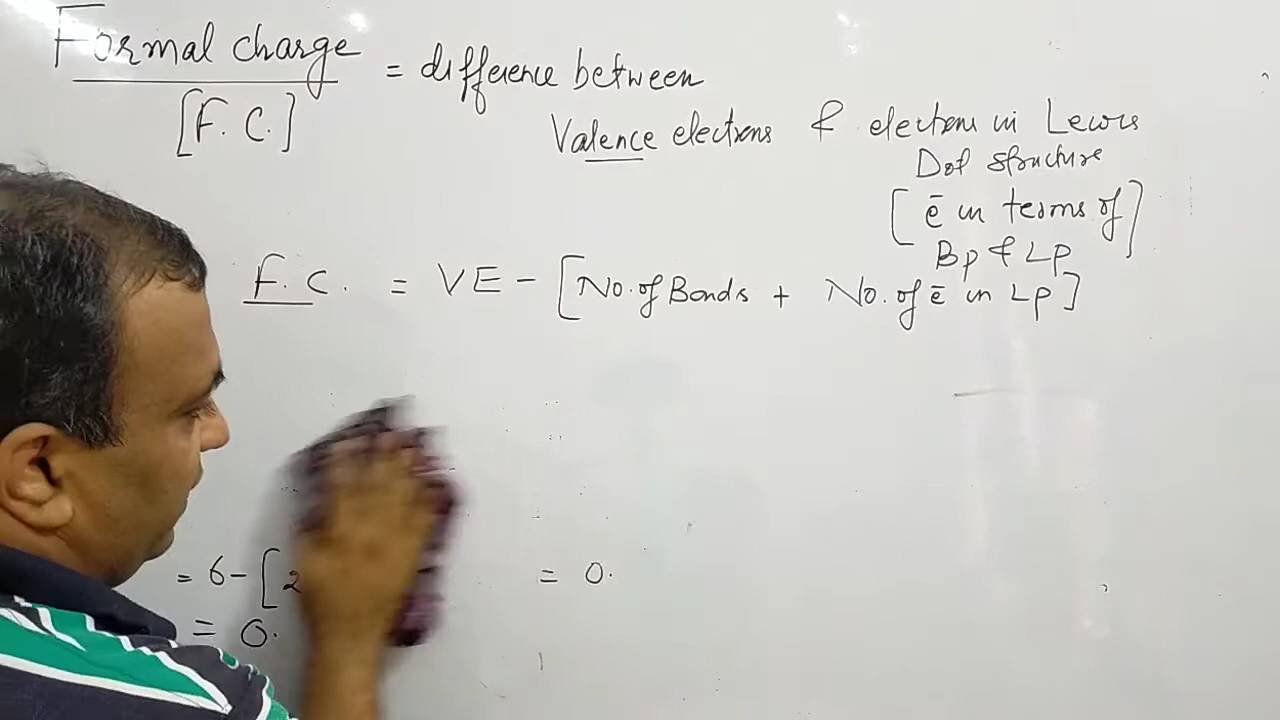 Formal charge = difference between
[F. C.]
Valence electrons & electrons in Lewis
Dot structure
[ē in terms of
Bp & Lp]
F. C. = VE - [No. of Bonds + No. of ē in Lp]
= 6 - [2
= 0.
= 0.